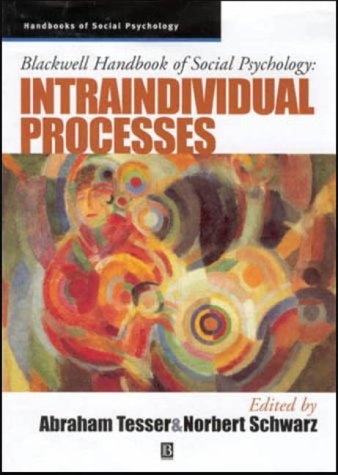 Handbooks of Social Psychology
Blackwell Handbook of Social Psychology:
INTRAINDIVIDUAL
PROCESSES
Edited by
Abraham Tesser & Norbert Schwarz
B